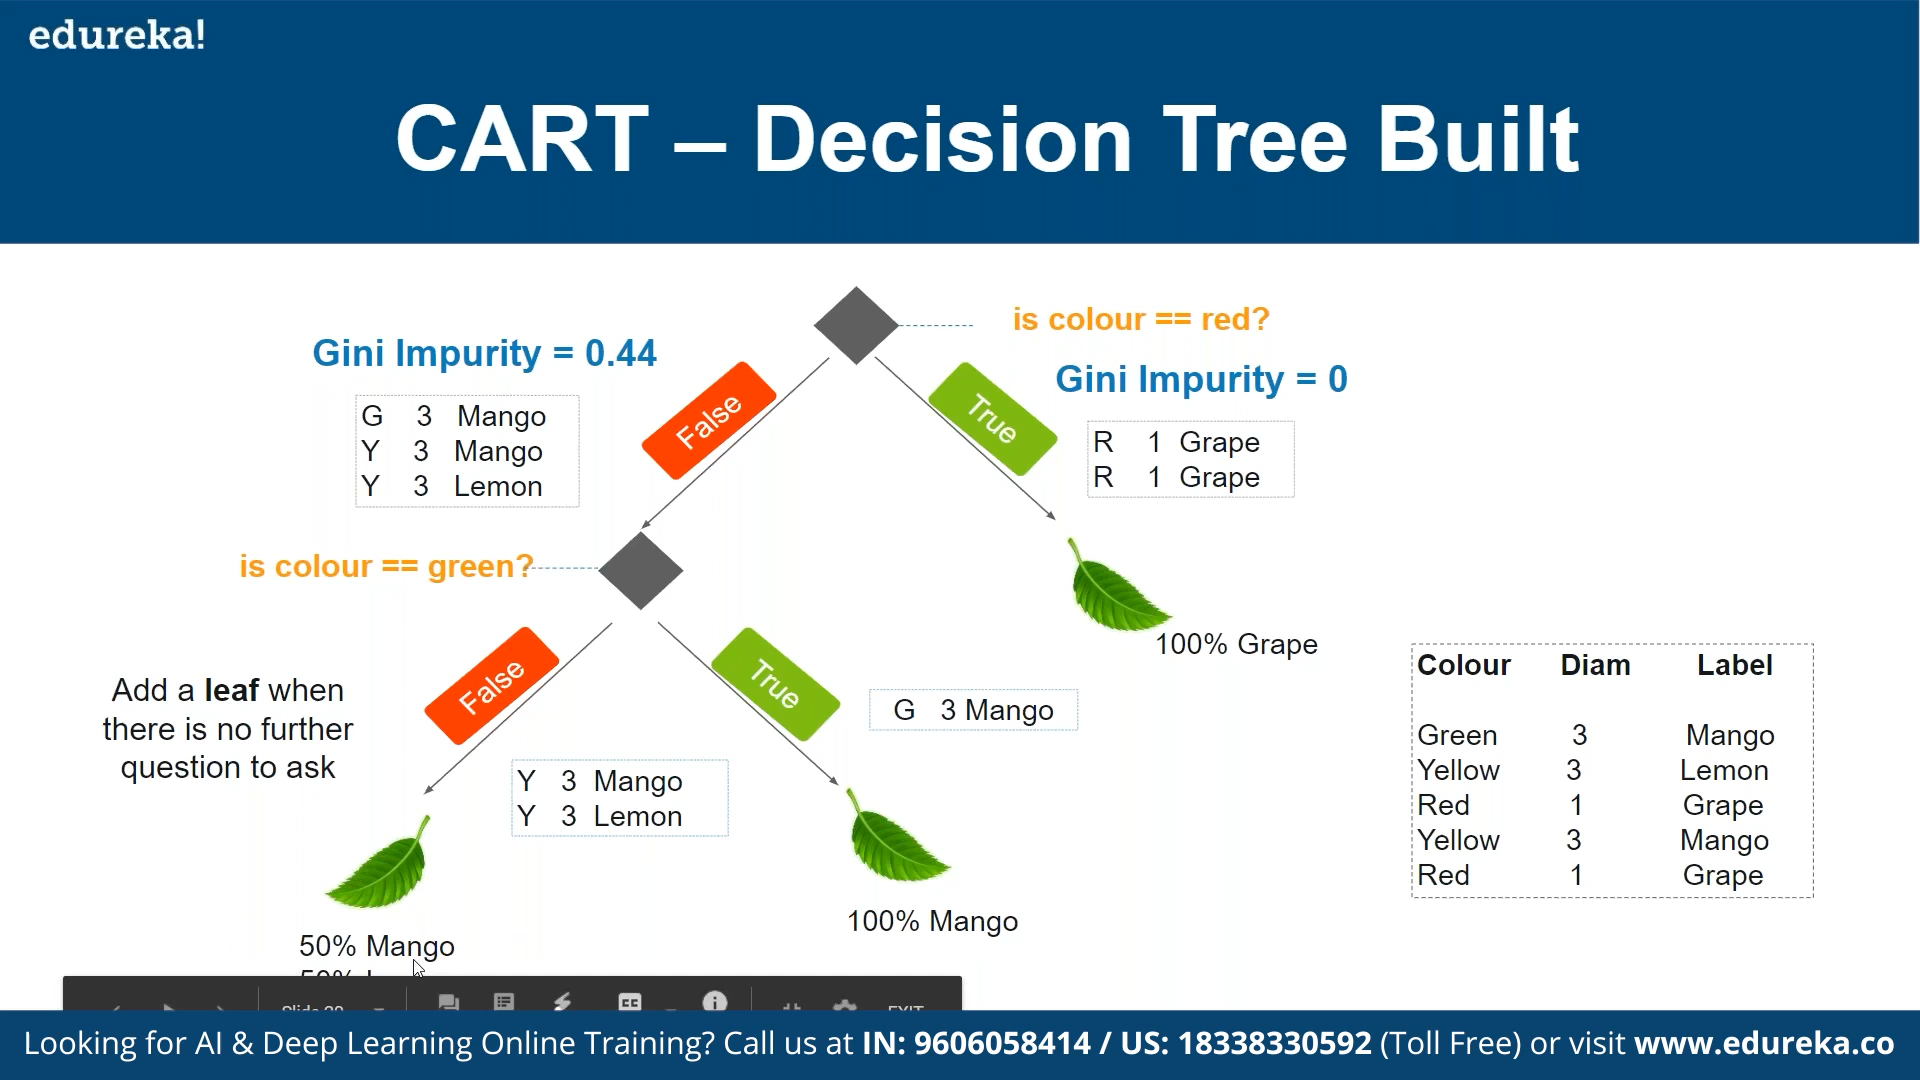 edureka!
CART – Decision Tree Built
is colour == red?
Gini Impurity = 0.44
Gini Impurity = 0
False
True
G 3 Mango
Y 3 Mango
Y 3 Lemon
R 1 Grape
R 1 Grape
is colour == green?
100% Grape
False
True
Add a leaf when
there is no further
question to ask
G 3 Mango
Y 3 Mango
Y 3 Lemon
Colour Diam Label
Green 3 Mango
Yellow 3 Lemon
Red 1 Grape
Yellow 3 Mango
Red 1 Grape
100% Mango
50% Mango
CC
EXIT
Looking for AI & Deep Learning Online Training? Call us at IN: 9606058414 / US: 18338330592 (Toll Free) or visit www.edureka.co